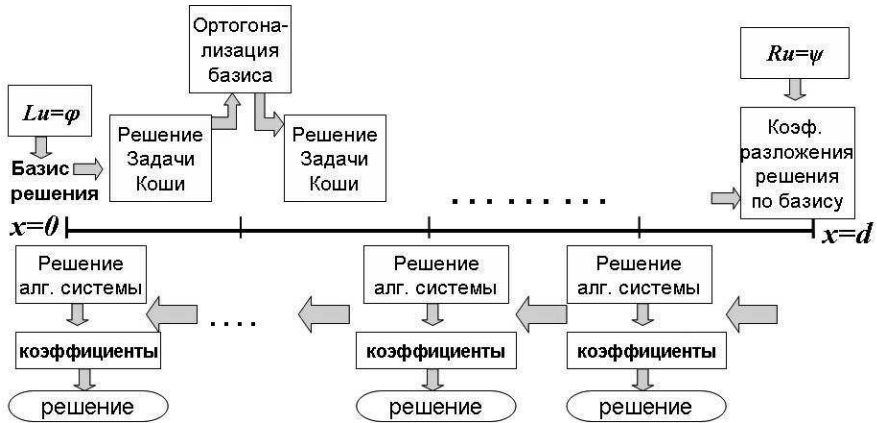 Ортогона-
лизация
базиса
Ru=ψ
Lu=φ
Решение
Задачи
Коши
Решение
Задачи
Коши
Коэф.
разложения
решения
по базису
Базис
решения
. . . . . . . . .
x=0
x=d
Решение
алг. системы
Решение
алг. системы
Решение
алг. системы
. . . .
коэффициенты
коэффициенты
коэффициенты
решение
решение
решение